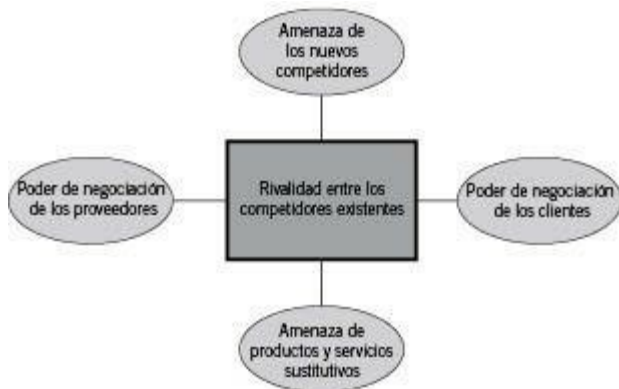 Amenaza de
los nuevos
competidores
Poder de negociación
de los proveedores
Rivalidad entre los
competidores existentes
Poder de negociación
de los clientes
Amenaza de
productos y servicios
sustitutivos